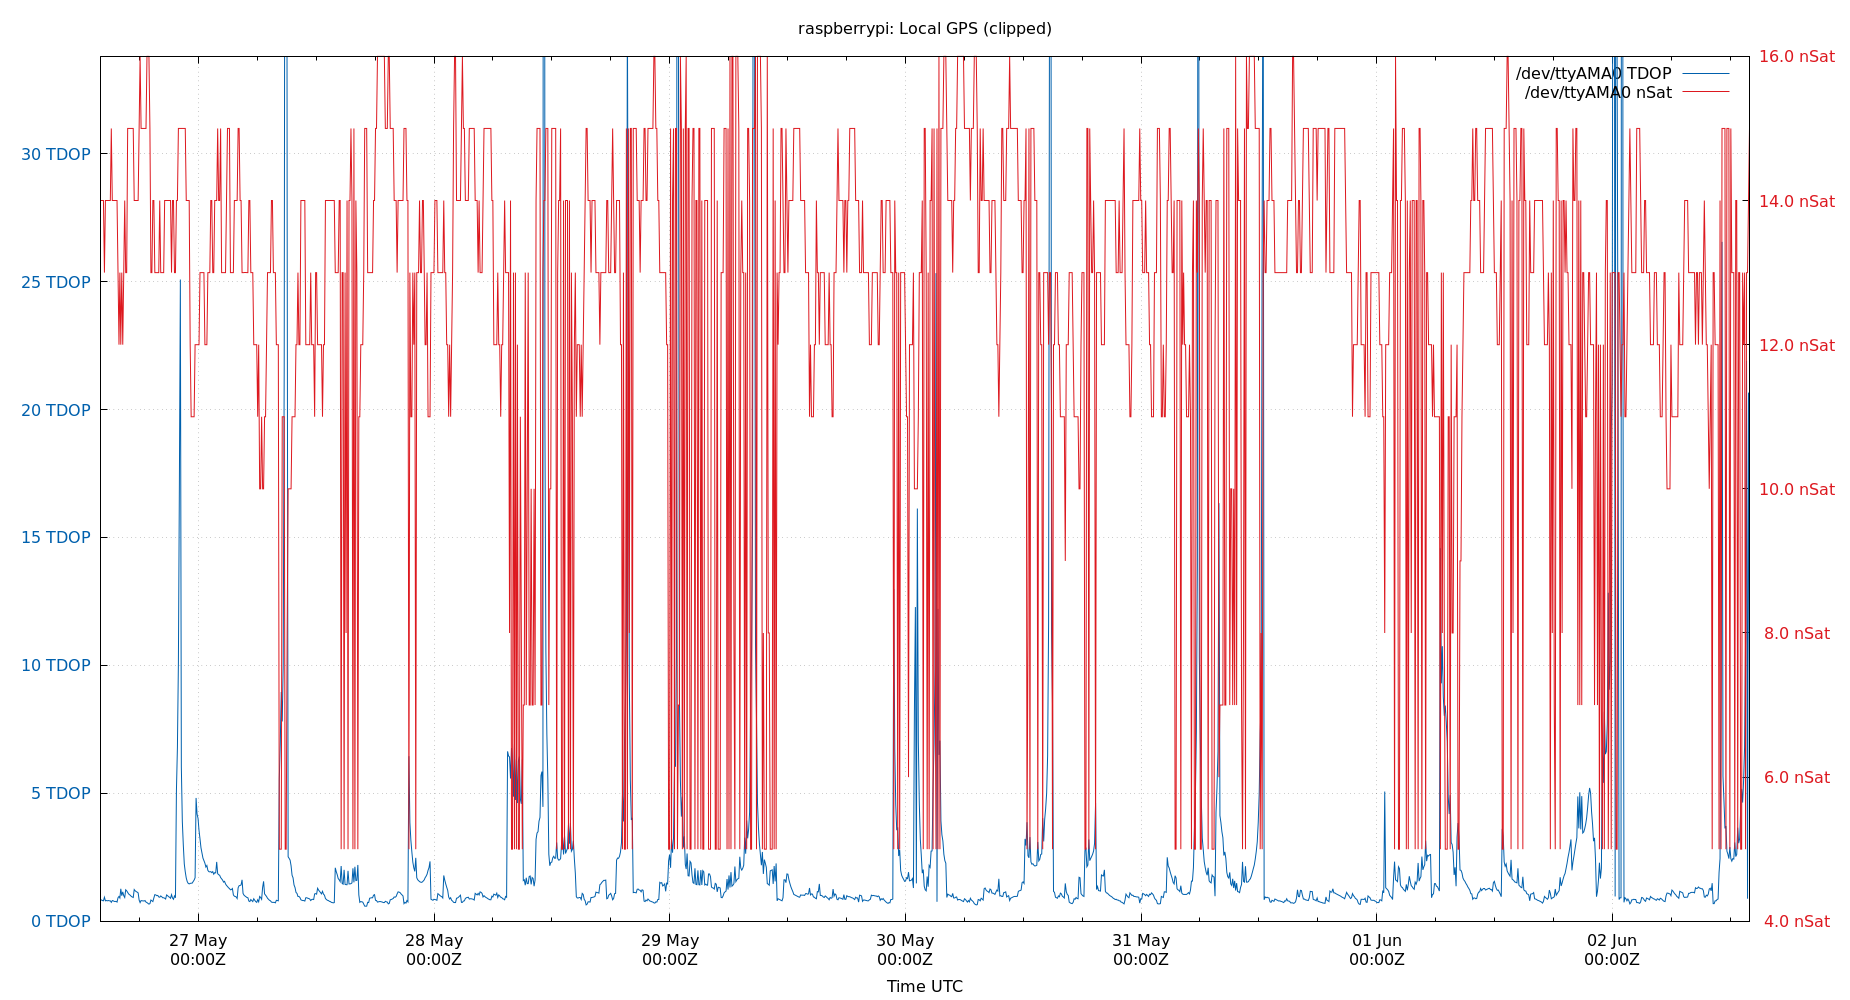 raspberrypi: Local GPS (clipped)
16.0 nSat
/dev/ttyAMA0 TDOP
/dev/ttyAMA0 nSat
30 TDOP
14.0 nSat
25 TDOP
12.0 nSat
20 TDOP
10.0 nSat
15 TDOP
8.0 nSat
10 TDOP
6.0 nSat
5 TDOP
0 TDOP
4.0 nSat
27 May 28 May 29 May 30 May 31 May 01 Jun 02 Jun
00:00Z 00:00Z 00:00Z 00:00Z 00:00Z 00:00Z 00:00Z
Time UTC